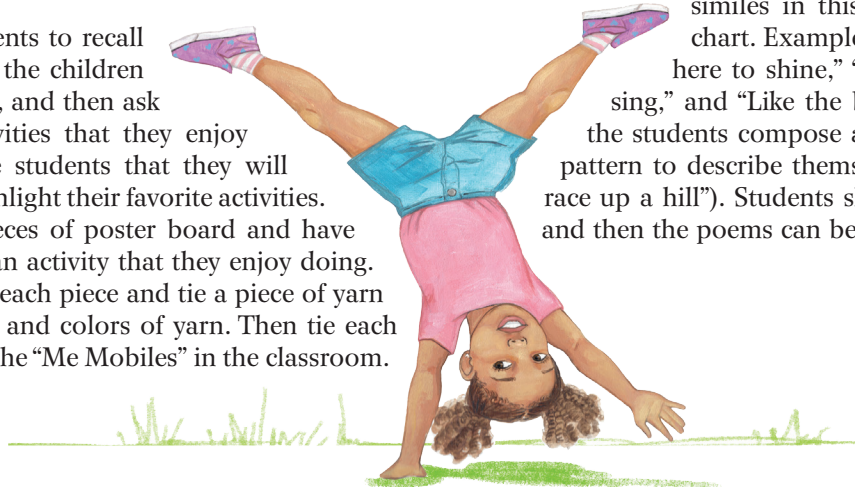 ents to recall
the children
, and then ask
vities that they enjoy
e students that they will
hlight their favorite activities.
eces of poster board and have
an activity that they enjoy doing.
each piece and tie a piece of yarn
and colors of yarn. Then tie each
he “Me Mobiles” in the classroom.
similes in this
chart. Example
here to shine,” “
sing,” and “Like the
the students compose a
pattern to describe thems
race up a hill”). Students s
and then the poems can be